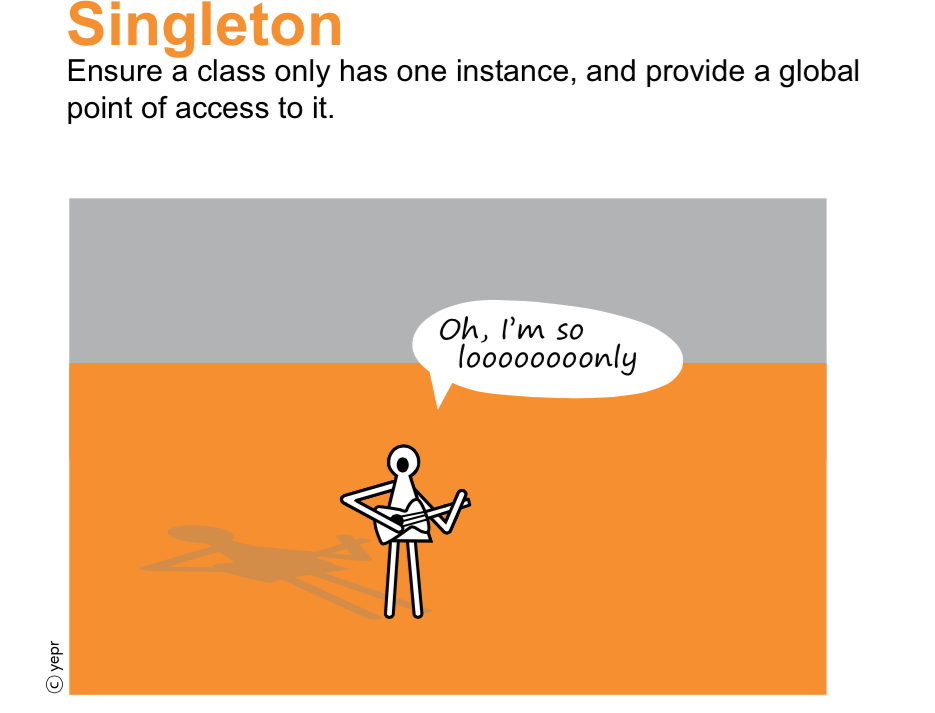 Singleton
Ensure a class only has one instance, and provide a global
point of access to it.
Oh, I'm so
looooooooonly
© yepr